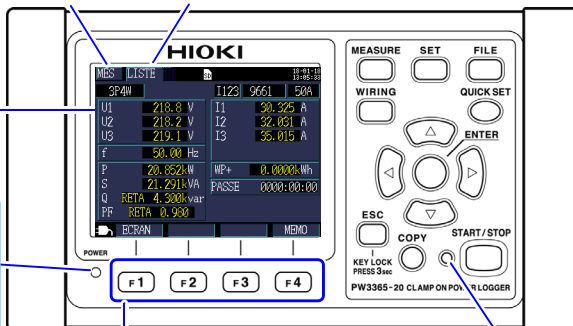 HIOKI
MES LISTE SD 18-01-18
13:05:33
3P4W I123 9661 50A
U1 218.8 V I1 30.325 A
U2 218.2 V I2 32.031 A
U3 219.1 V I3 35.015 A
f 50.00 Hz
P 20.852kW WP+ 0.0000kWh
S 21.291kVA PASSE 0000:00:00
Q RETA 4.300kvar
PF RETA 0.980
ECRAN MEMO
POWER
F1 F2 F3 F4
MEASURE SET FILE
WIRING QUICK SET
ENTER
ESC
COPY START/STOP
KEY LOCK
PRESS 3sec
PW3365-20 CLAMP ON POWER LOGGER